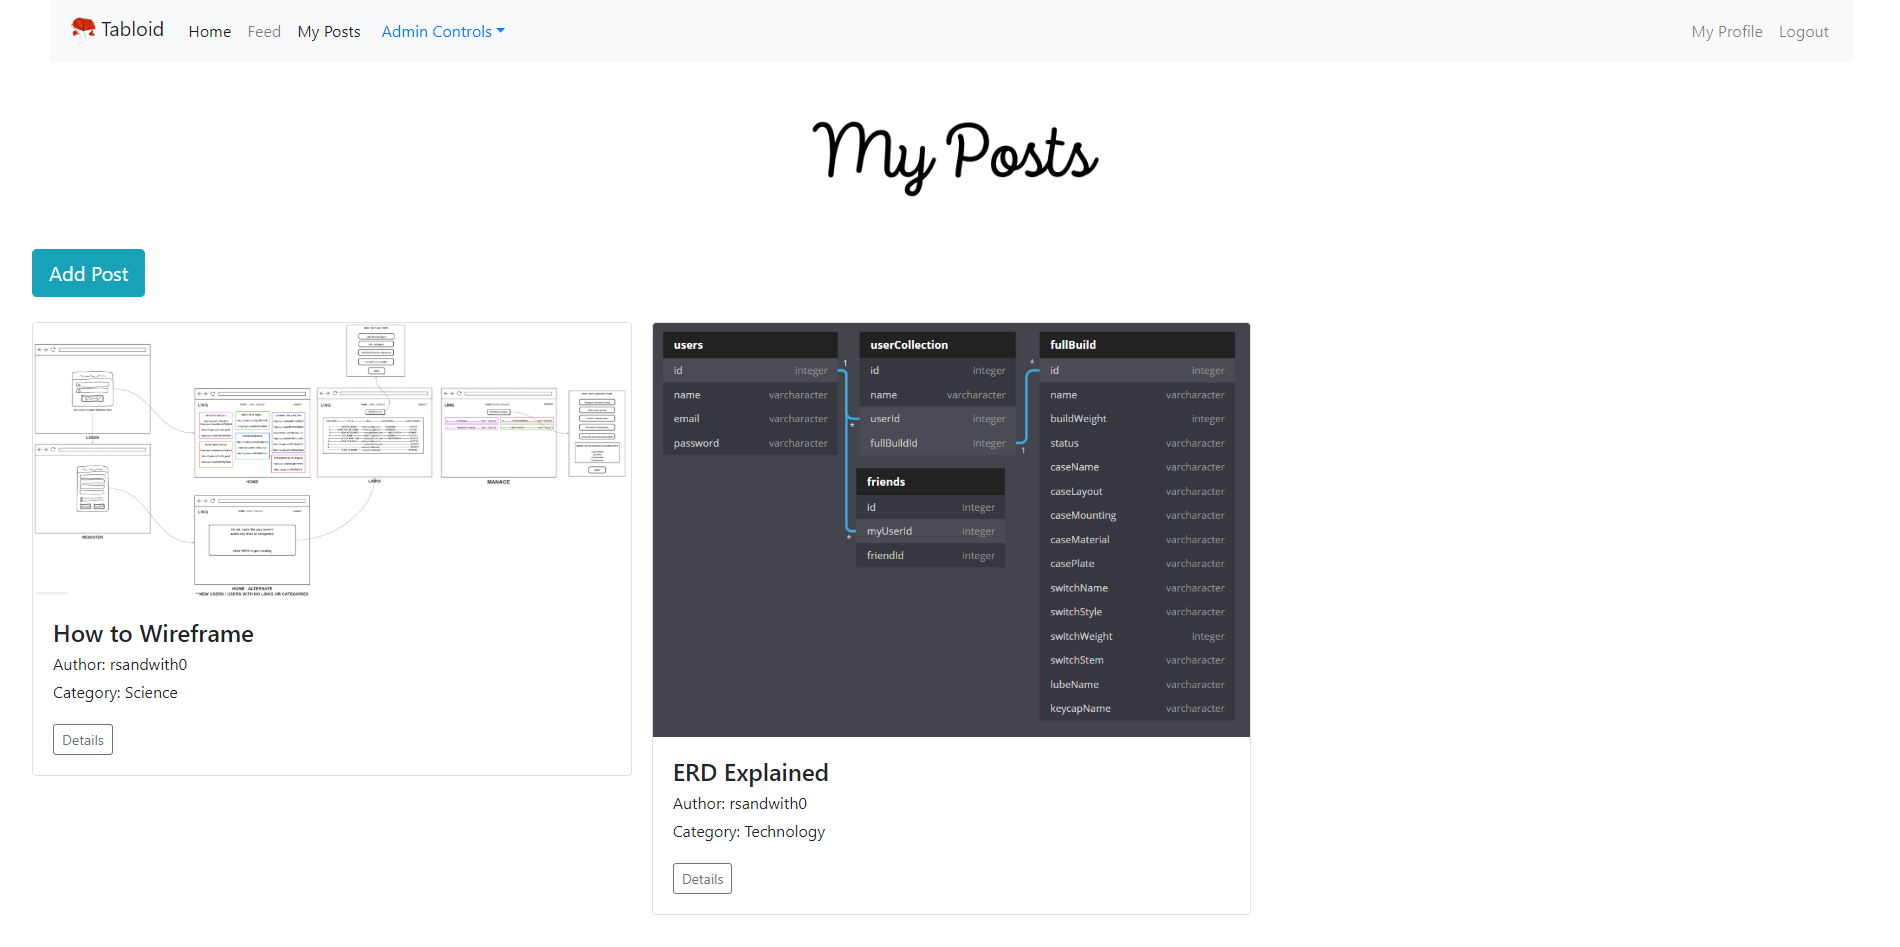 Tabloid Home Feed My Posts Admin Controls My Profile Logout
My Posts
Add Post
LOGIN
REGISTER
LINQ
HOME
LINQ
LINKS
LINQ
MANAGE
LINQ
HOME - ALTERNATE
*NEW USERS / USERS WITH NO LINKS OR CATEGORIES
How to Wireframe
Author: rsandwith0
Category: Science
Details
users
id integer
name varcharacter
email varcharacter
password varcharacter
userCollection
id integer
name varcharacter
userId integer
fullBuildId integer
friends
id integer
myUserId integer
friendId integer
fullBuild
id integer
name varcharacter
buildWeight integer
status varcharacter
caseName varcharacter
caseLayout varcharacter
caseMounting varcharacter
caseMaterial varcharacter
casePlate varcharacter
switchName varcharacter
switchStyle varcharacter
switchWeight integer
switchStem varcharacter
lubeName varcharacter
keycapName varcharacter
1
*
*
1
*
ERD Explained
Author: rsandwith0
Category: Technology
Details